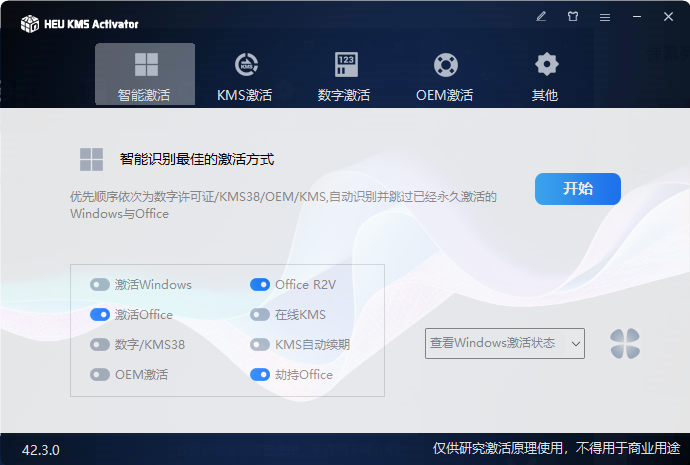 HEU KMS Activator
智能激活
KMS激活
123
数字激活
OEM激活
其他
智能识别最佳的激活方式
优先顺序依次为数字许可证/KMS38/OEM/KMS,自动识别并跳过已经永久激活的
Windows与Office
开始
激活Windows
Office R2V
激活Office
在线KMS
数字/KMS38
KMS自动续期
OEM激活
劫持Office
查看Windows激活状态
42.3.0
仅供研究激活原理使用，不得用于商业用途